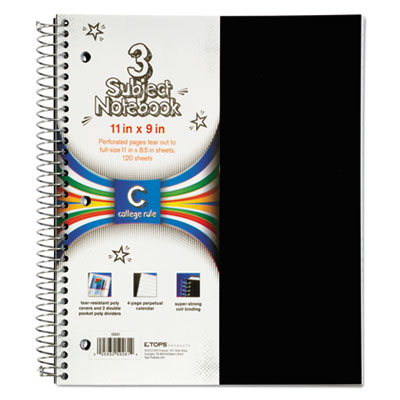 3
Subject
Notebook
11 in x 9 in
Perforated pages tear out to
full-size 11 in x 8.5 in sheets,
120 sheets
C
college rule
tear-resistant poly
covers and 2 double
pocket poly dividers
4-page perpetual
calendar
super-strong
coil binding
TOPS PRODUCTS